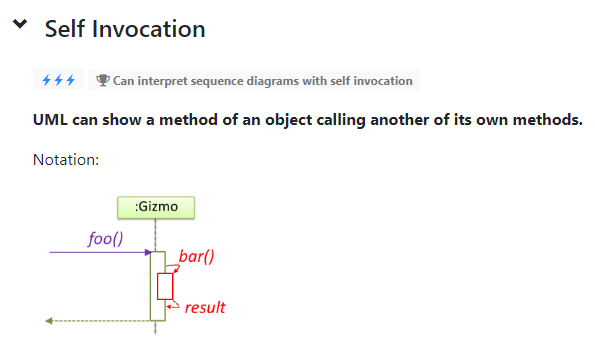 Self Invocation
Can interpret sequence diagrams with self invocation
UML can show a method of an object calling another of its own methods.
Notation:
:Gizmo
foo()
bar()
result